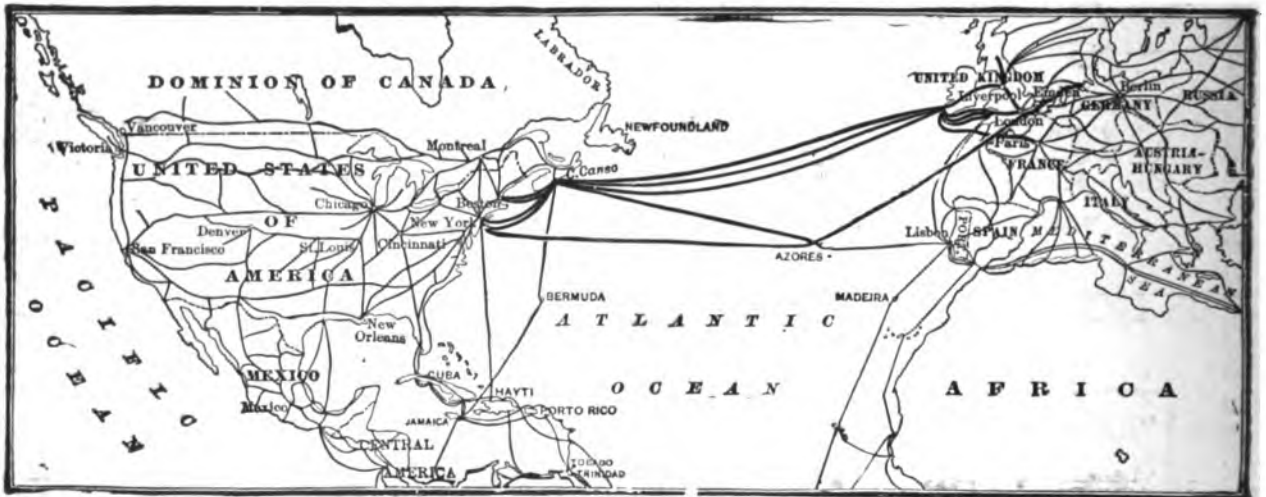 DOMINION OF CANADA
LABRADOR
NEWFOUNDLAND
Vancouver
Victoria
Montreal
Canso
UNITED STATES
OF
AMERICA
Chicago
Boston
New York
Denver
St. Louis
Cincinnati
San Francisco
New
Orleans
PACIFIC
OCEAN
MEXICO
Mexico
CENTRAL
AMERICA
CUBA
HAYTI
JAMAICA
PORTO RICO
TOBAGO
TRINIDAD
BERMUDA
ATLANTIC
OCEAN
AZORES
MADEIRA
UNITED KINGDOM
Liverpool
London
Emden
Berlin
GERMANY
RUSSIA
Paris
FRANCE
AUSTRIA-
HUNGARY
ITALY
Lisbon
PORT.
SPAIN
MEDITERRANEAN
SEA
AFRICA